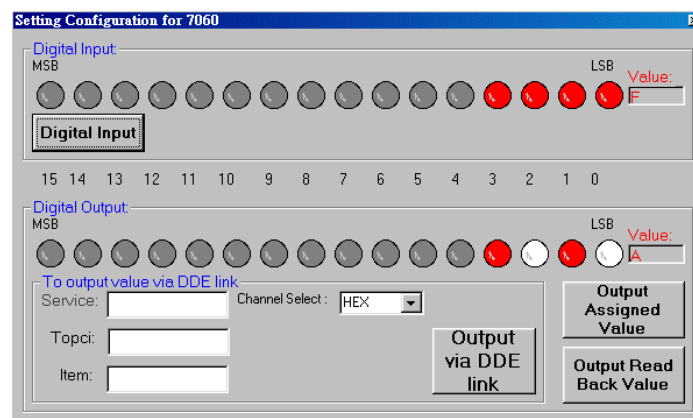 Setting Configuration for 7060
Digital Input:
MSB
LSB
Value:
F
Digital Input
15 14 13 12 11 10 9 8 7 6 5 4 3 2 1 0
Digital Output:
MSB
LSB
Value:
A
To output value via DDE link
Service:
Channel Select :
HEX
Topci:
Item:
Output via DDE link
Output Assigned Value
Output Read Back Value